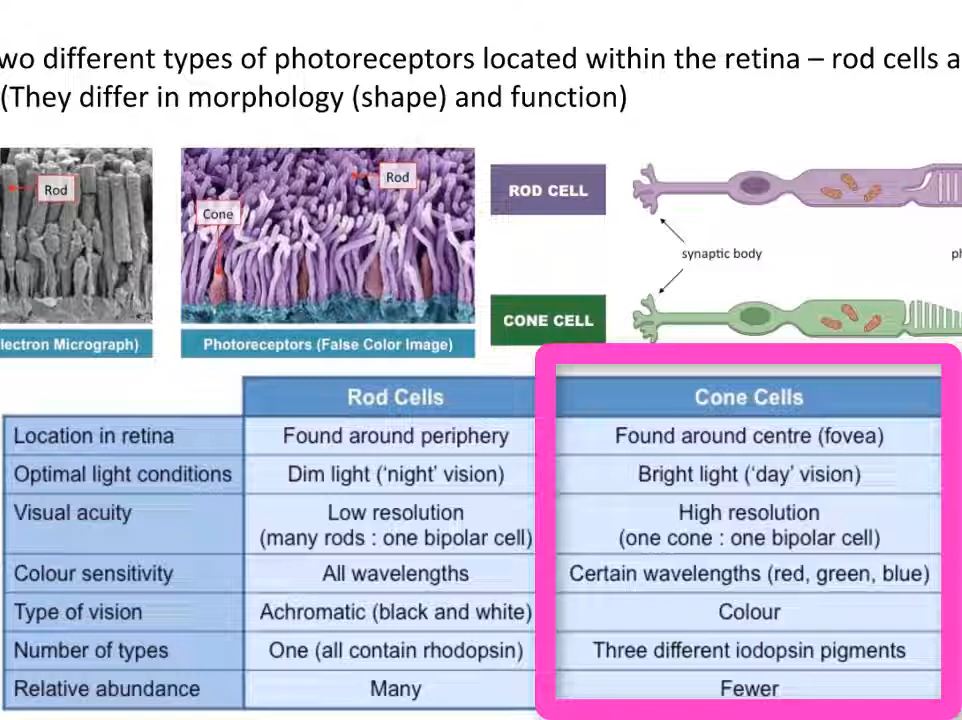 wo different types of photoreceptors located within the retina – rod cells a
(They differ in morphology (shape) and function)
Rod
Rod
Cone
ROD CELL
synaptic body
ph
CONE CELL
lectron Micrograph)
Photoreceptors (False Color Image)
Rod Cells Cone Cells
Location in retina Found around periphery Found around centre (fovea)
Optimal light conditions Dim light (‘night’ vision) Bright light (‘day’ vision)
Visual acuity Low resolution High resolution
(many rods : one bipolar cell) (one cone : one bipolar cell)
Colour sensitivity All wavelengths Certain wavelengths (red, green, blue)
Type of vision Achromatic (black and white) Colour
Number of types One (all contain rhodopsin) Three different iodopsin pigments
Relative abundance Many Fewer